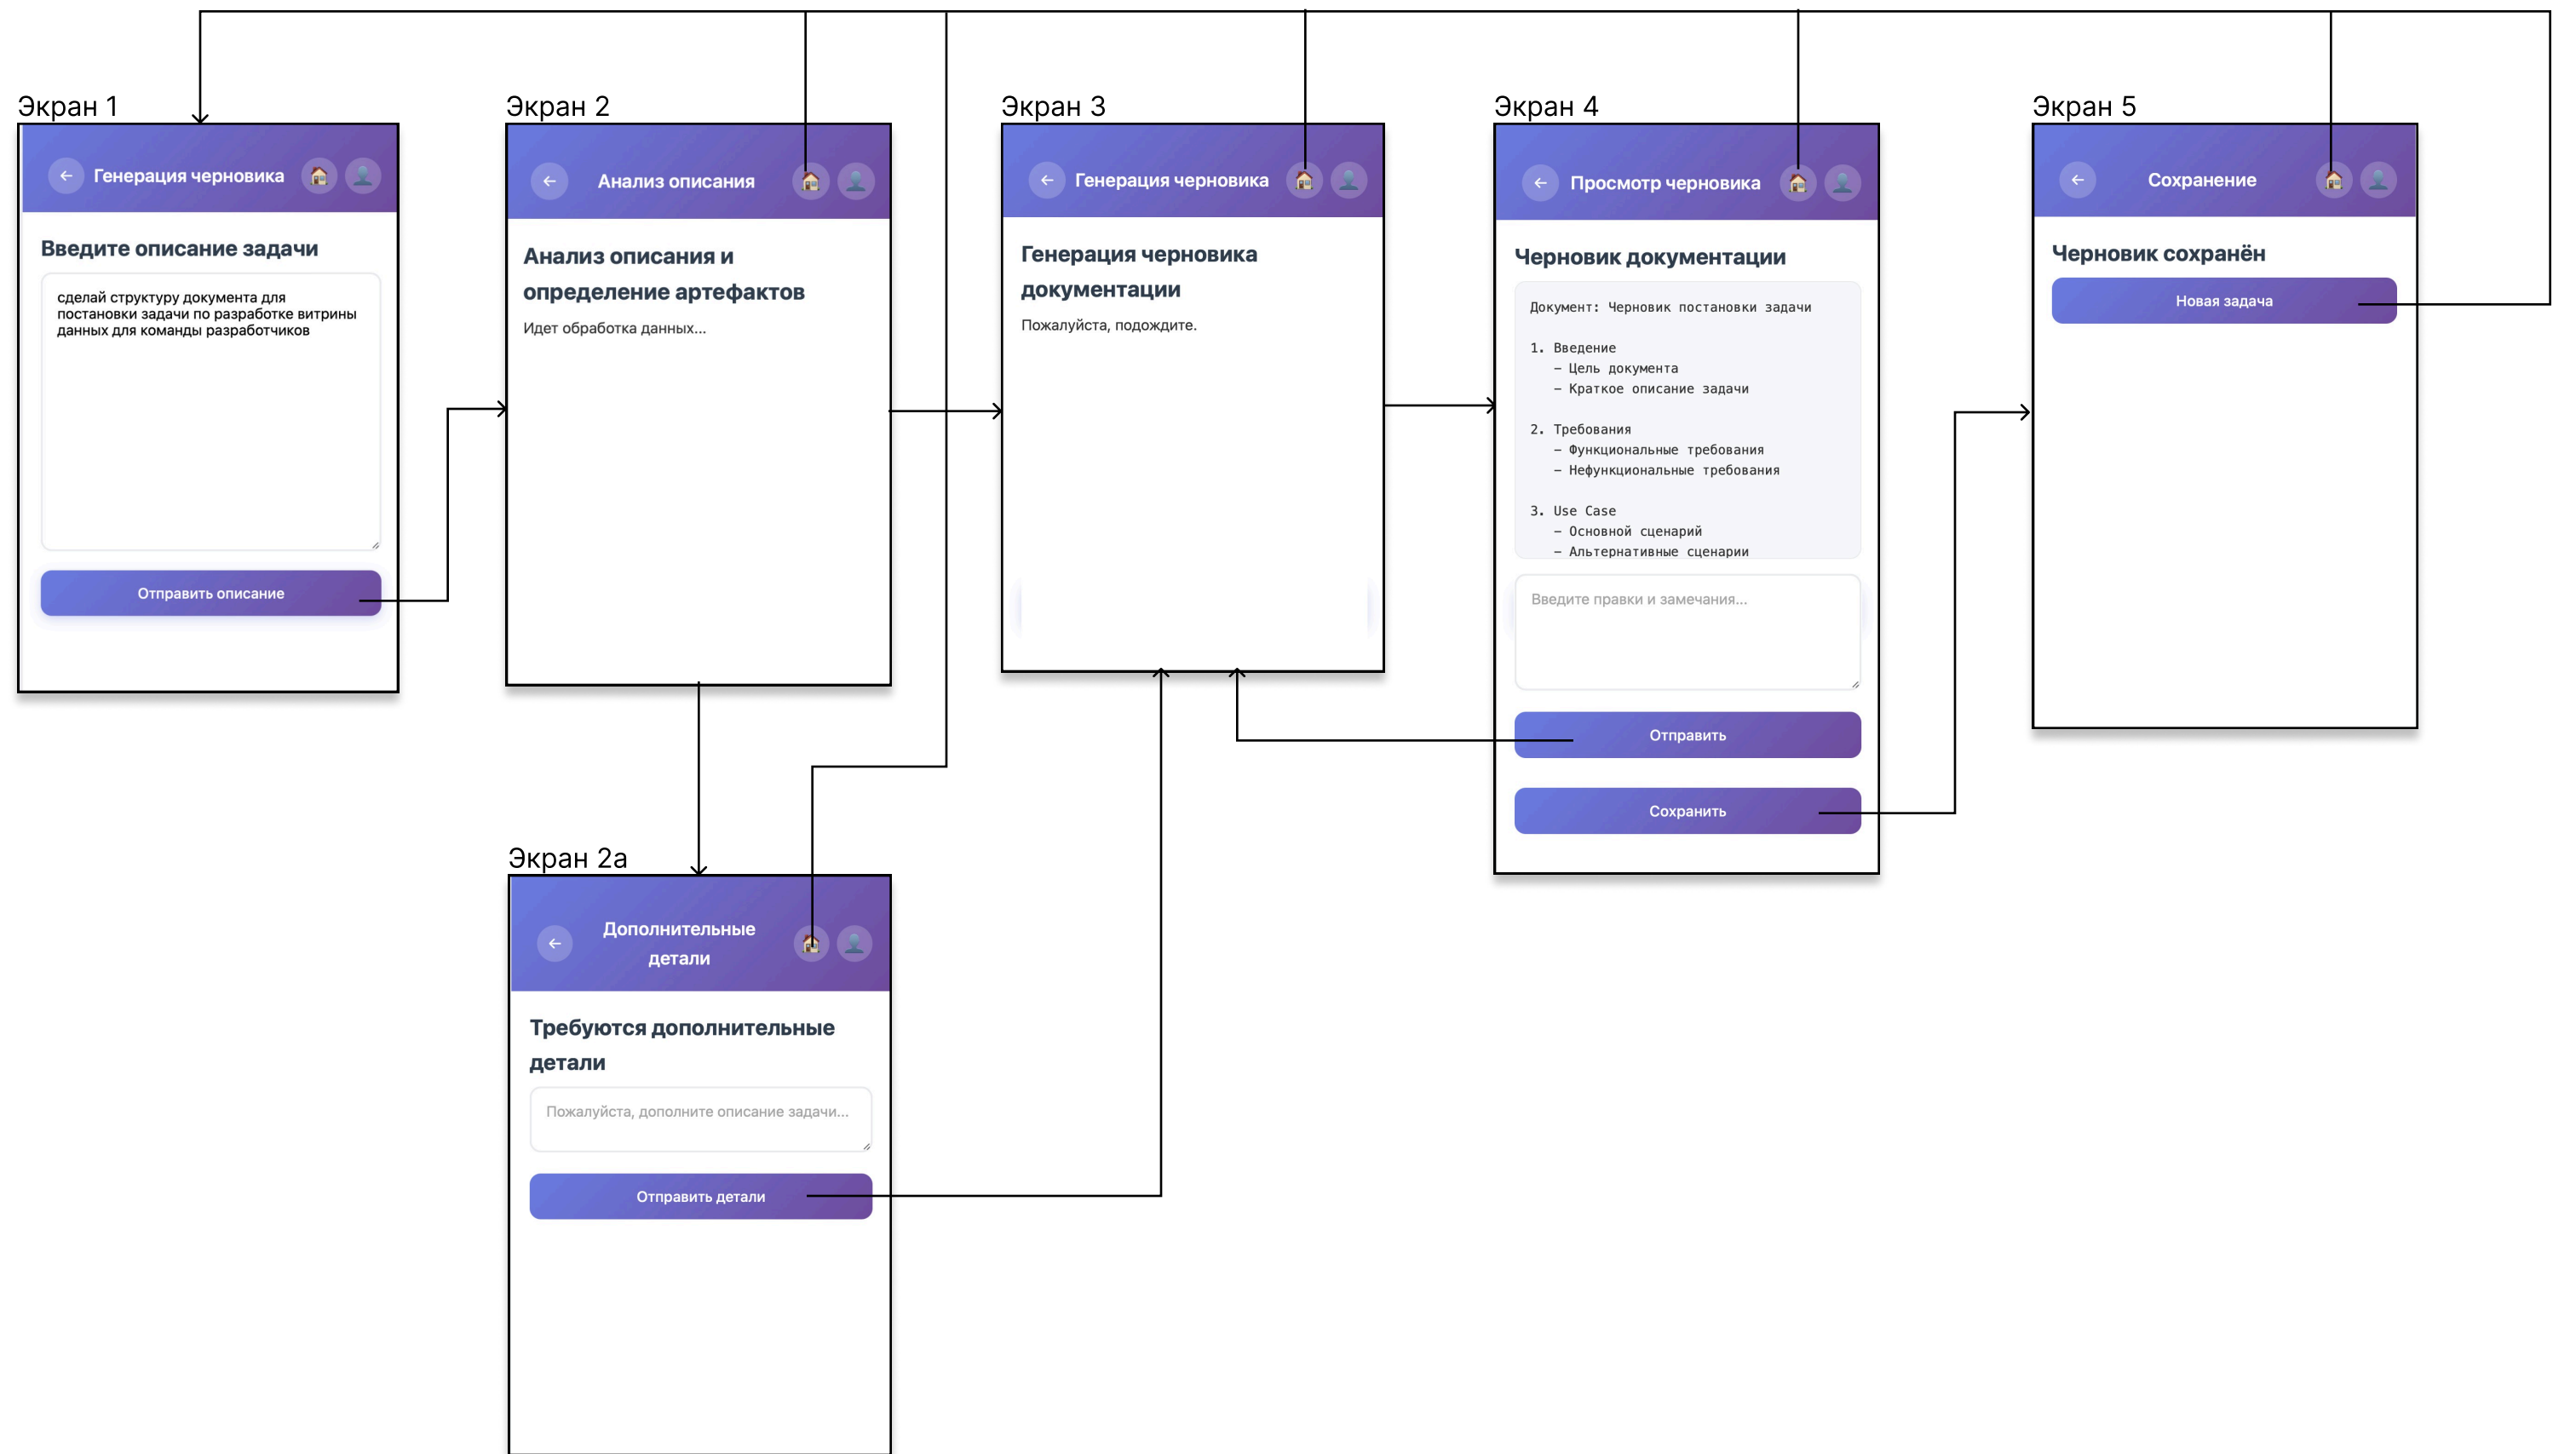 Экран 1
Генерация черновика
Введите описание задачи
сделай структуру документа для
постановки задачи по разработке витрины
данных для команды разработчиков
Отправить описание
Экран 2
Анализ описания
Анализ описания и
определение артефактов
Идет обработка данных...
Экран 2a
Дополнительные
детали
Требуются дополнительные
детали
Пожалуйста, дополните описание задачи...
Отправить детали
Экран 3
Генерация черновика
Генерация черновика
документации
Пожалуйста, подождите.
Экран 4
Просмотр черновика
Черновик документации
Документ: Черновик постановки задачи
1. Введение
– Цель документа
– Краткое описание задачи
2. Требования
– Функциональные требования
– Нефункциональные требования
3. Use Case
– Основной сценарий
– Альтернативные сценарии
Введите правки и замечания...
Отправить
Сохранить
Экран 5
Сохранение
Черновик сохранён
Новая задача